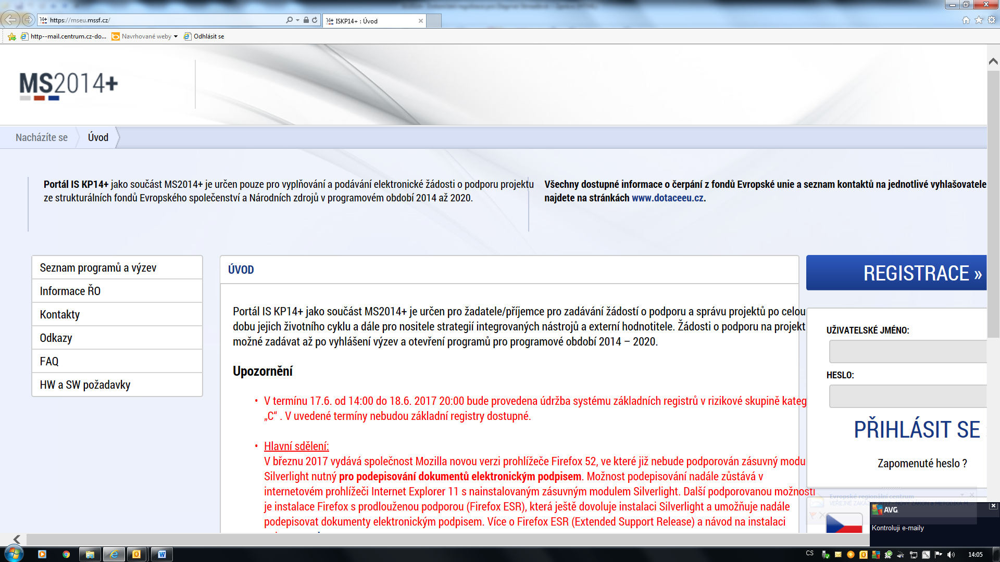 https://mseu.mssf.cz/
ISKP14+ : Úvod
http--mail.centrum.cz-do...
Navrhované weby
Odhlásit se
MS2014+
Nacházíte se
Úvod
Portál IS KP14+ jako součást MS2014+ je určen pouze pro vyplňování a podávání elektronické žádosti o podporu projektu
ze strukturálních fondů Evropského společenství a Národních zdrojů v programovém období 2014 až 2020.
Všechny dostupné informace o čerpání z fondů Evropské unie a seznam kontaktů na jednotlivé vyhlašovatele
najdete na stránkách www.dotaceeu.cz.
Seznam programů a výzev
Informace ŘO
Kontakty
Odkazy
FAQ
HW a SW požadavky
ÚVOD
Portál IS KP14+ jako součást MS2014+ je určen pro žadatele/příjemce pro zadávání žádostí o podporu a správu projektů po celou
dobu jejich životního cyklu a dále pro nositele strategií integrovaných nástrojů a externí hodnotitele. Žádosti o podporu na projekt
možné zadávat až po vyhlášení výzev a otevření programů pro programové období 2014 – 2020.
Upozornění
• V termínu 17.6. od 14:00 do 18.6. 2017 20:00 bude provedena údržba systému základních registrů v rizikové skupině kateg
„C“ . V uvedené termíny nebudou základní registry dostupné.
• Hlavní sdělení:
V březnu 2017 vydává společnost Mozilla novou verzi prohlížeče Firefox 52, ve které již nebude podporován zásuvný modu
Silverlight nutný pro podepisování dokumentů elektronickým podpisem. Možnost podepisování nadále zůstává v
internetovém prohlížeči Internet Explorer 11 s nainstalovaným zásuvným modulem Silverlight. Další podporovanou možností
je instalace Firefox s prodlouženou podporou (Firefox ESR), která ještě dovoluje instalaci Silverlight a umožňuje nadále
podepisovat dokumenty elektronickým podpisem. Více o Firefox ESR (Extended Support Release) a návod na instalaci
REGISTRACE »
UŽIVATELSKÉ JMÉNO:
HESLO:
PŘIHLÁSIT SE
Zapomenuté heslo ?
Evropské regionální centrum
AVG
Kontroluji e-maily
CS
14:05